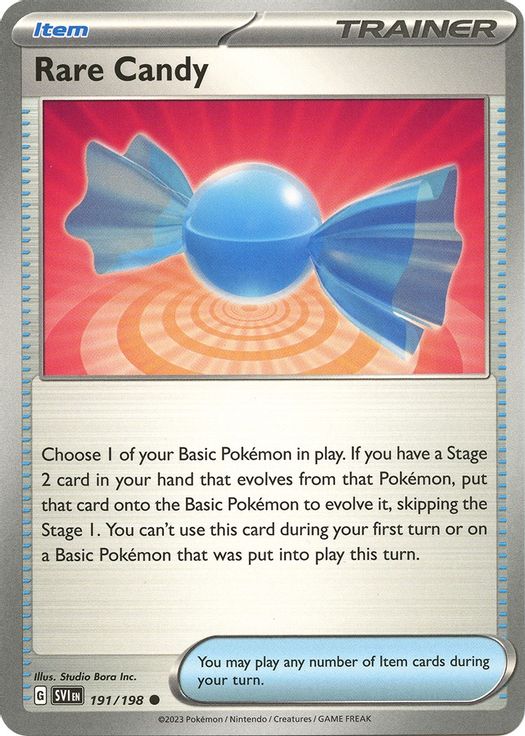 Item
TRAINER
Rare Candy
Choose 1 of your Basic Pokémon in play. If you have a Stage
2 card in your hand that evolves from that Pokémon, put
that card onto the Basic Pokémon to evolve it, skipping the
Stage 1. You can't use this card during your first turn or on
a Basic Pokémon that was put into play this turn.
You may play any number of Item cards during
your turn.
Illus. Studio Bora Inc.
G SVI EN 191/198
©2023 Pokémon / Nintendo / Creatures / GAME FREAK